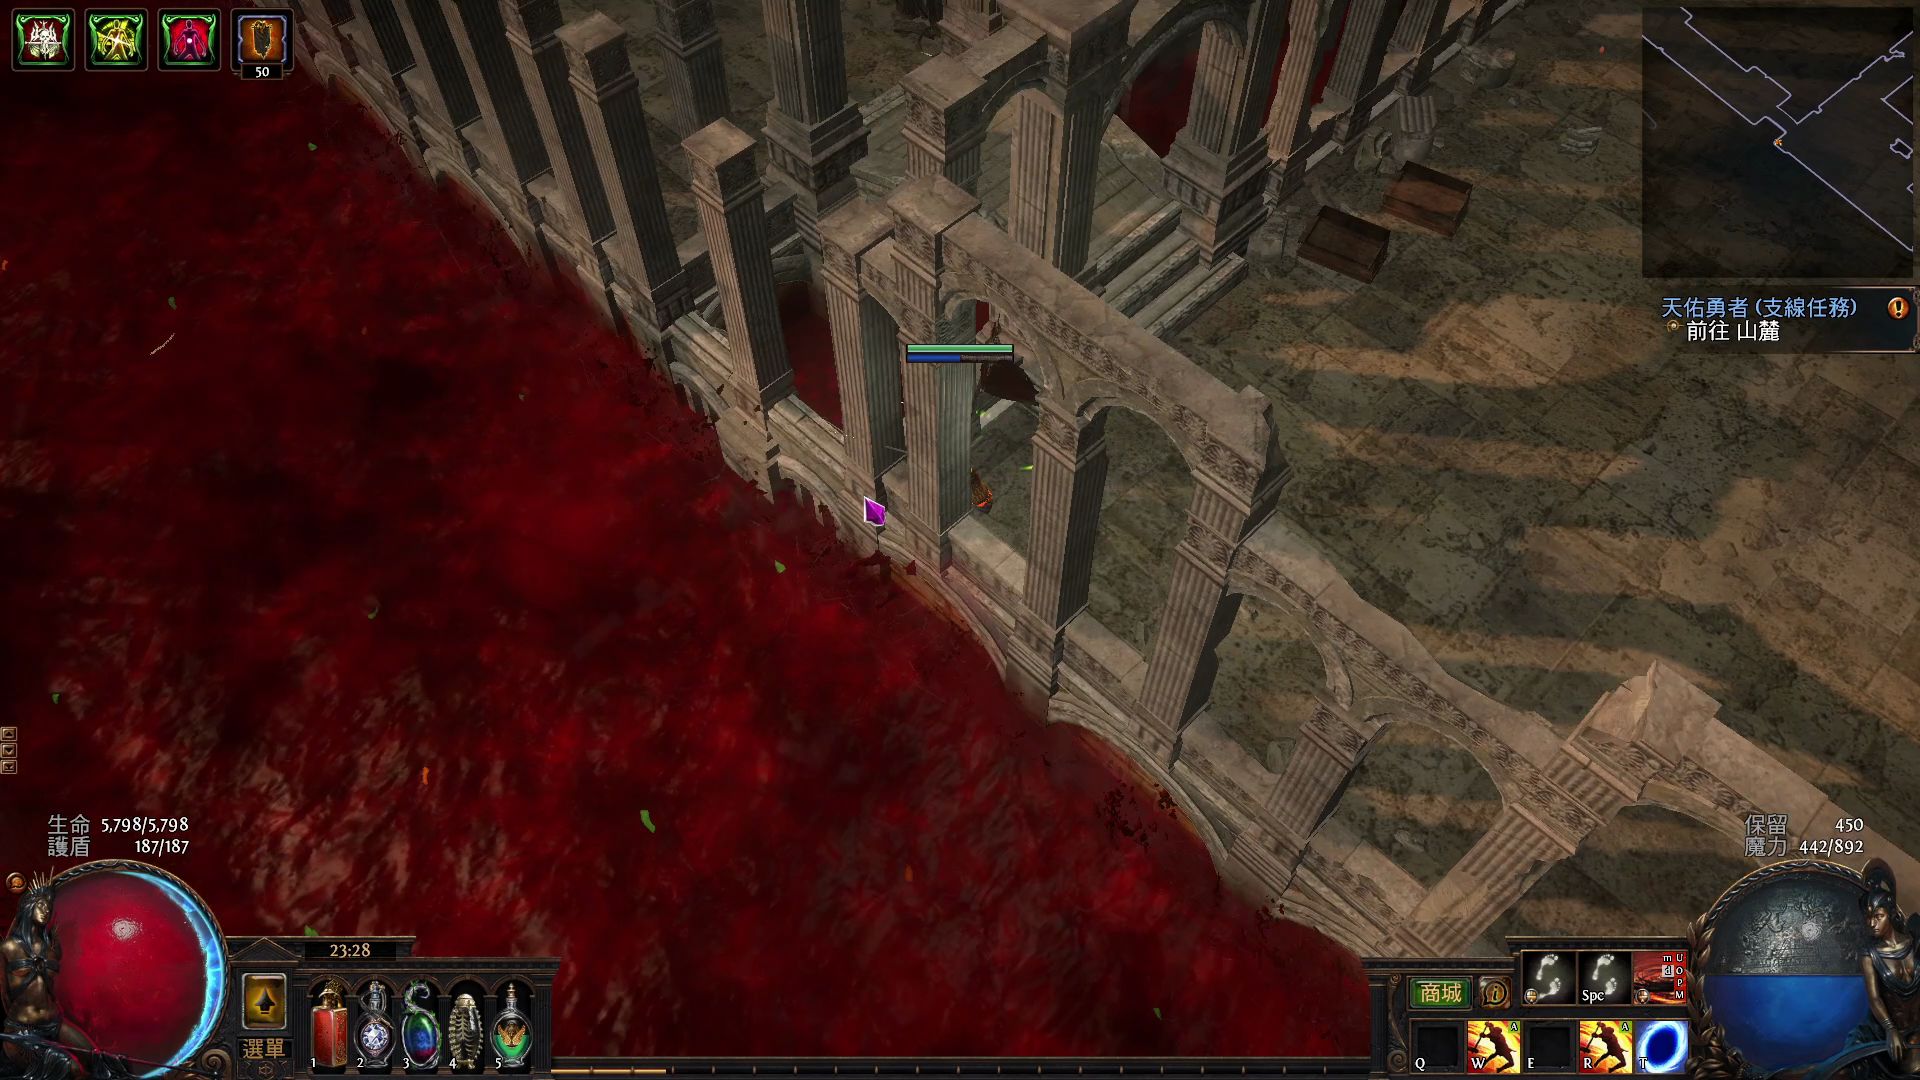 50
天佑勇者 (支線任務)
前往 山麓
生命 5,798/5,798
護盾 187/187
保留 450
魔力 442/892
23:28
選單
1 2 3 4 5
商城
Spc
m U
d O
P
M
Q W A E R A T